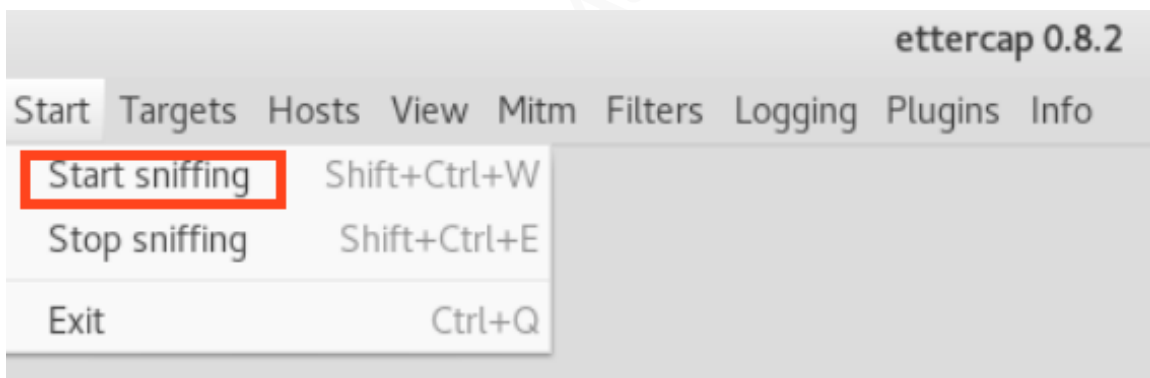 ettercap 0.8.2
Start Targets Hosts View Mitm Filters Logging Plugins Info
Start sniffing Shift+Ctrl+W
Stop sniffing Shift+Ctrl+E
Exit Ctrl+Q